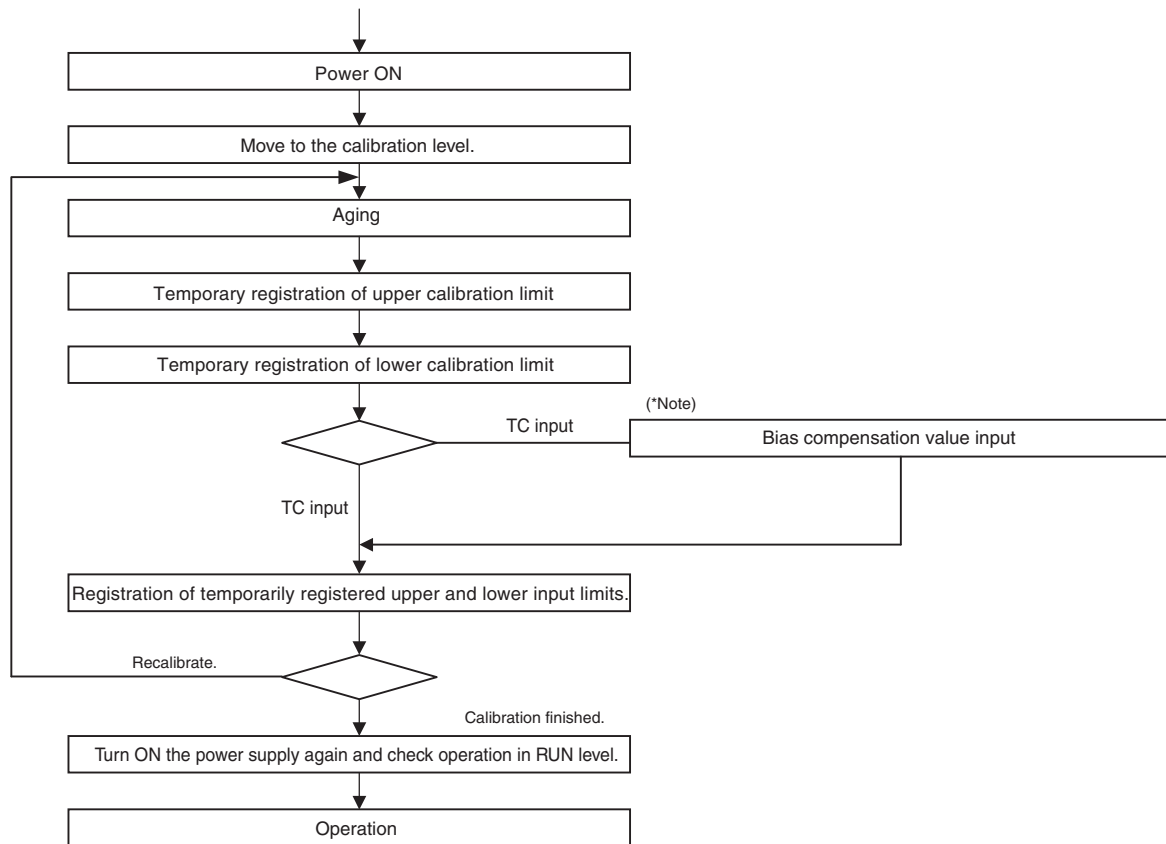 Power ON
Move to the calibration level.
Aging
Temporary registration of upper calibration limit
Temporary registration of lower calibration limit
(*Note)
TC input
Bias compensation value input
TC input
Registration of temporarily registered upper and lower input limits.
Recalibrate.
Calibration finished.
Turn ON the power supply again and check operation in RUN level.
Operation